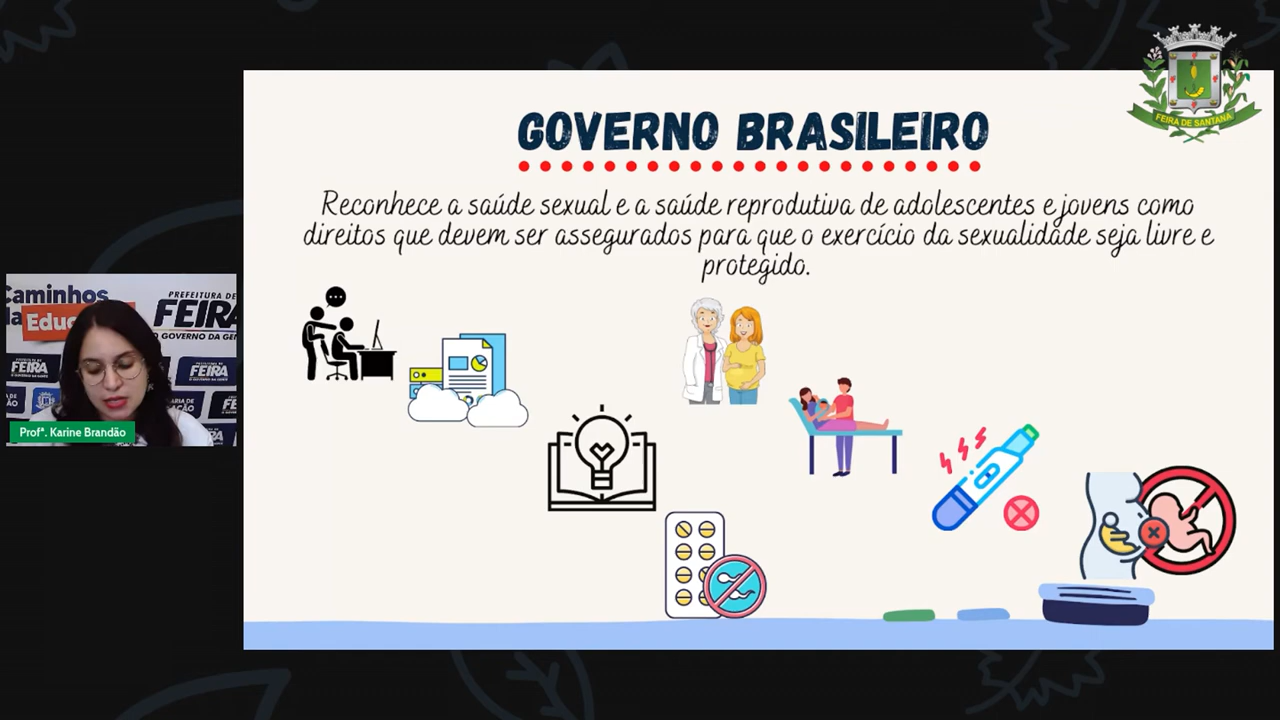 GOVERNO BRASILEIRO
Reconhece a saúde sexual e a saúde reprodutiva de adolescentes e jovens como
direitos que devem ser assegurados para que o exercício da sexualidade seja livre e
protegido.
FEIRA DE SANTANA
Caminhos
da Educ
PREFEITURA DE
FEIRA
O GOVERNO DA GEN
FEIRA
FEIRA
Profª. Karine Brandão